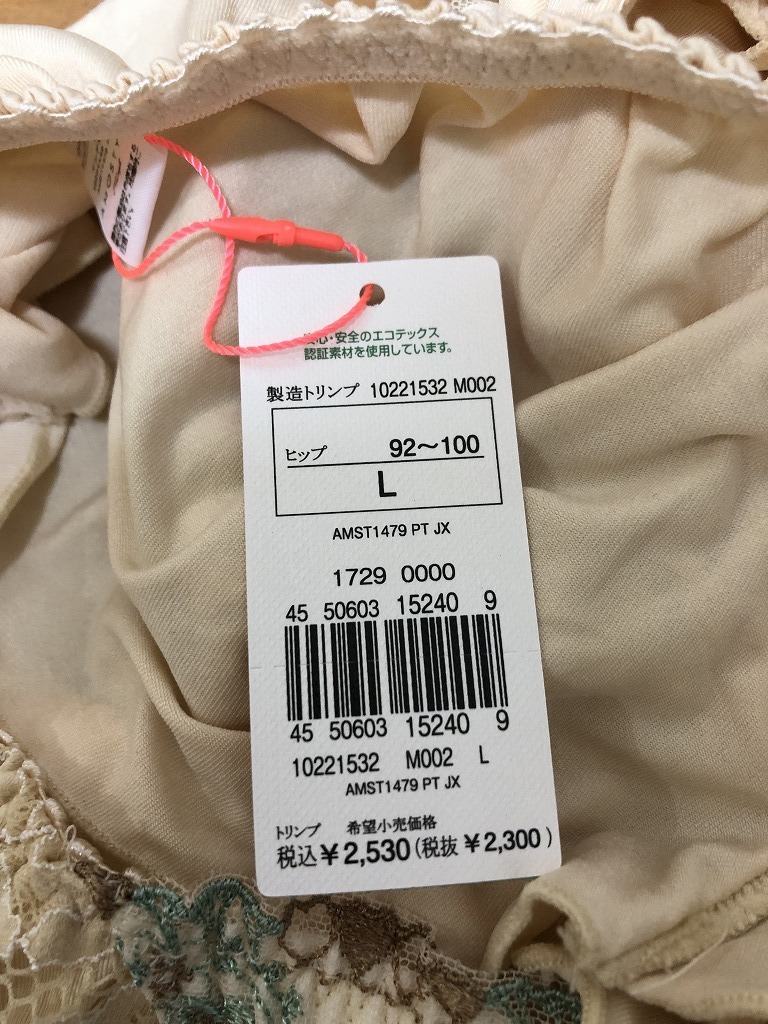 安心・安全のエコテックス
認証素材を使用しています。
製造トリンプ 10221532 M002
ヒップ 92～100
L
AMST1479 PT JX
1729 0000
45 50603 15240 9
45 50603 15240 9
10221532 M002 L
AMST1479 PT JX
トリンプ 希望小売価格
税込￥2,530(税抜￥2,300)